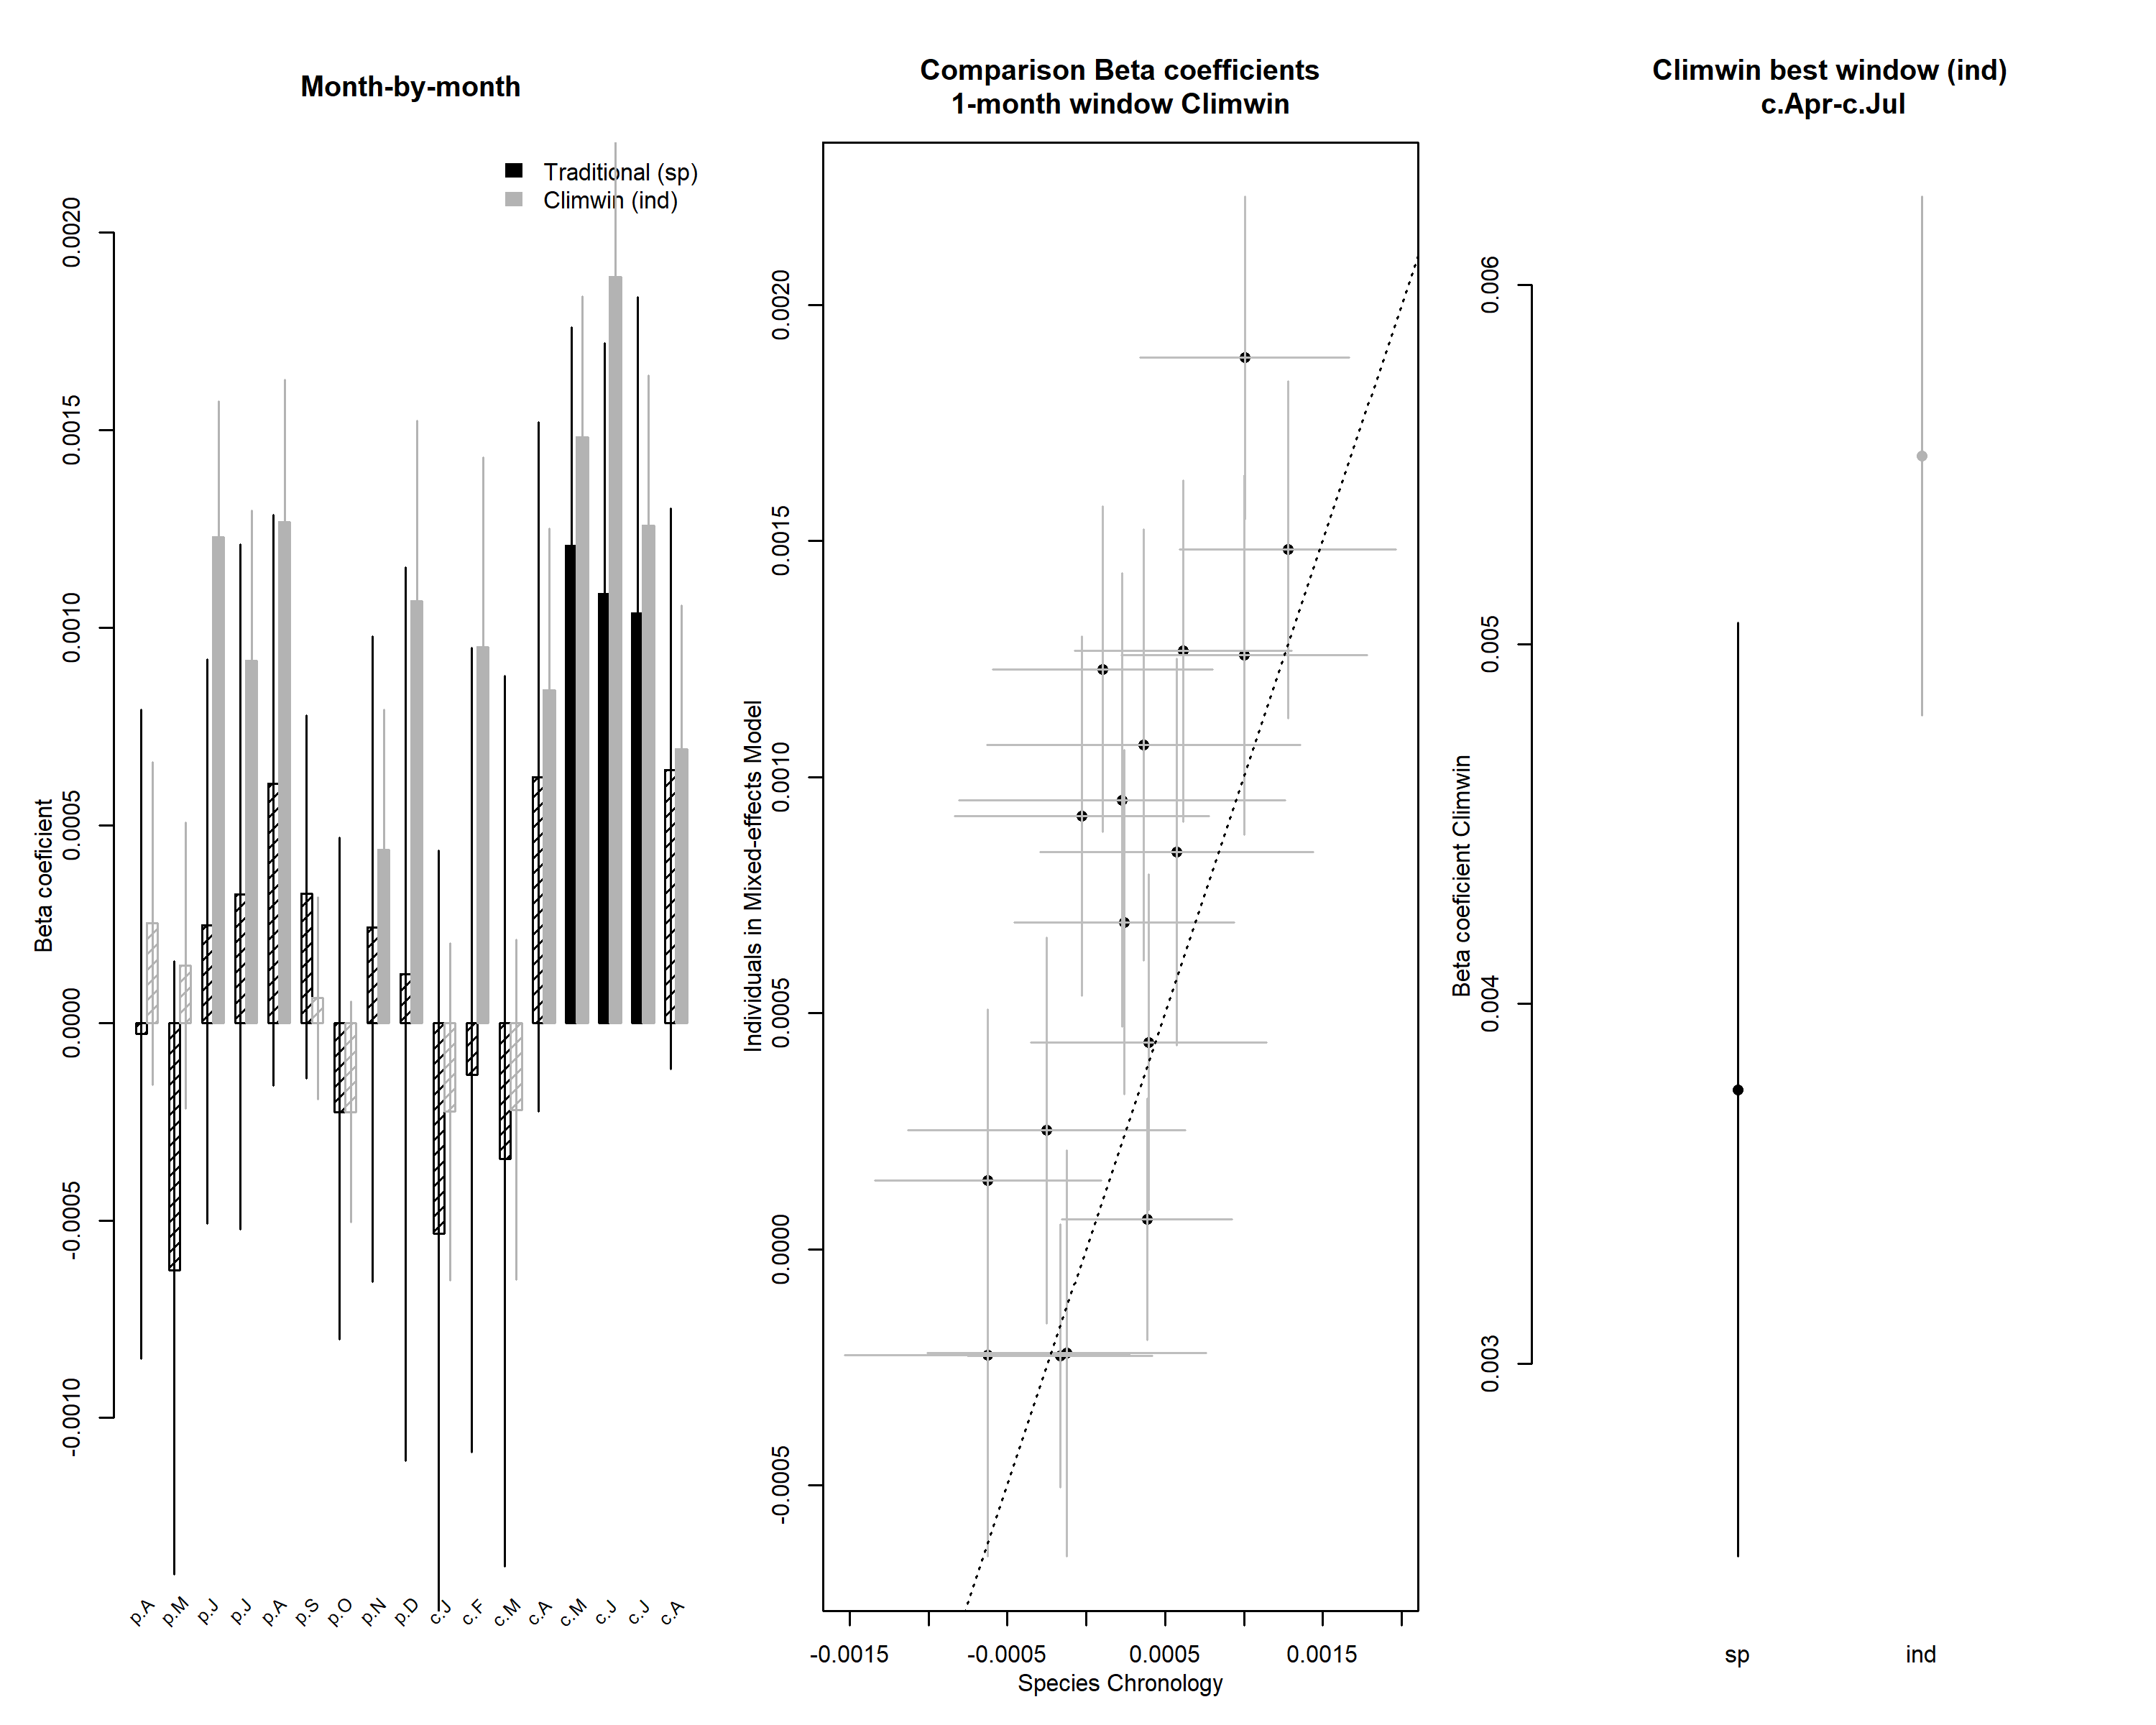 Month-by-month
Traditional (sp)
Climwin (ind)
Beta coeficient
0.0020
0.0015
0.0010
0.0005
0.0000
-0.0005
-0.0010
p.A
p.M
p.J
p.J
p.A
p.S
p.O
p.N
p.D
c.J
c.F
c.M
c.A
c.M
c.J
c.J
c.A
Comparison Beta coefficients
1-month window Climwin
Individuals in Mixed-effects Model
0.0020
0.0015
0.0010
0.0005
0.0000
-0.0005
-0.0015
-0.0005
0.0005
0.0015
Species Chronology
Climwin best window (ind)
c.Apr-c.Jul
Beta coefficient Climwin
0.006
0.005
0.004
0.003
sp
ind